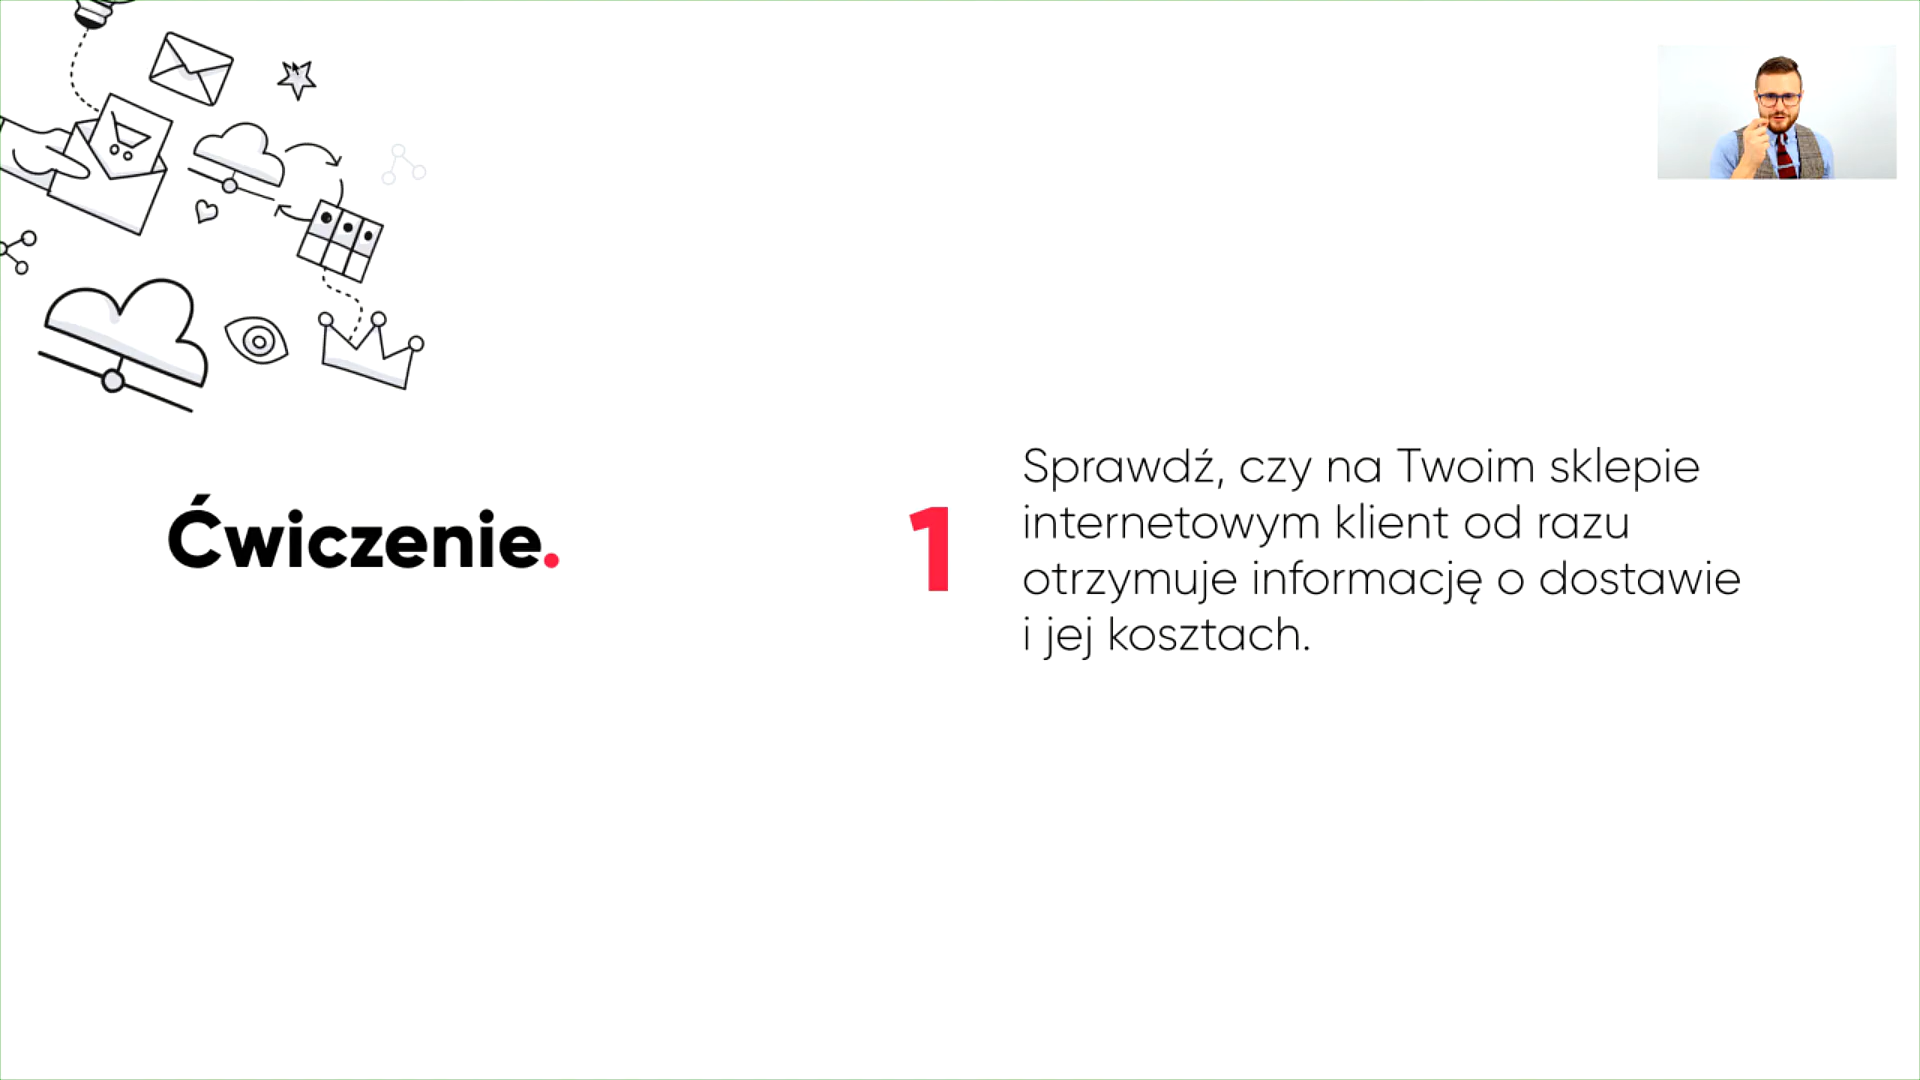 Ćwiczenie.
1
Sprawdź, czy na Twoim sklepie
internetowym klient od razu
otrzymuje informację o dostawie
i jej kosztach.